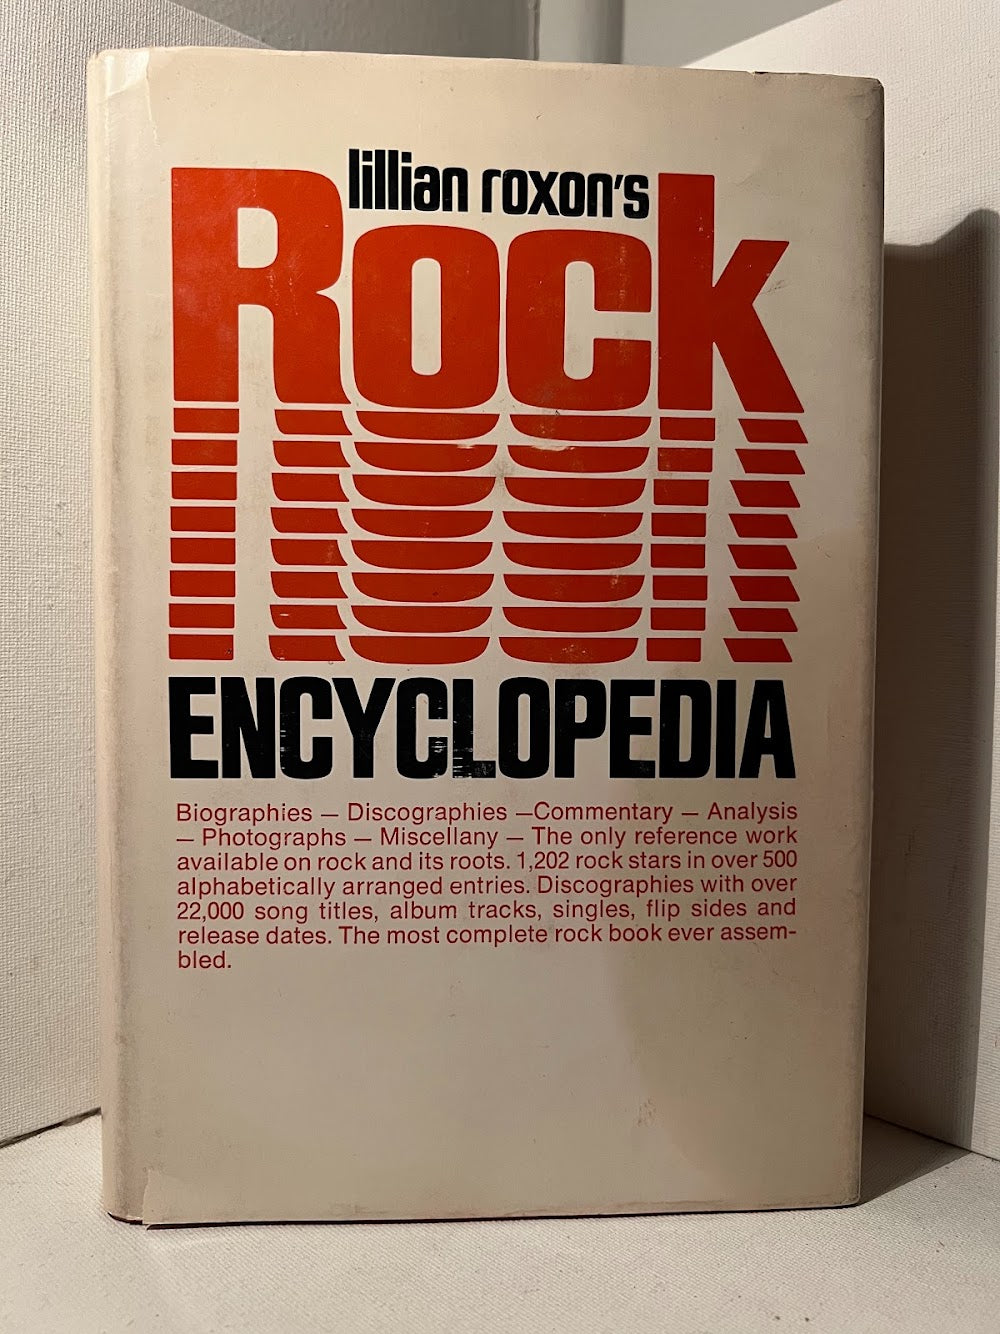 lillian roxon's
Rock
ENCYCLOPEDIA
Biographies — Discographies —Commentary — Analysis
— Photographs — Miscellany — The only reference work
available on rock and its roots. 1,202 rock stars in over 500
alphabetically arranged entries. Discographies with over
22,000 song titles, album tracks, singles, flip sides and
release dates. The most complete rock book ever assem-
bled.